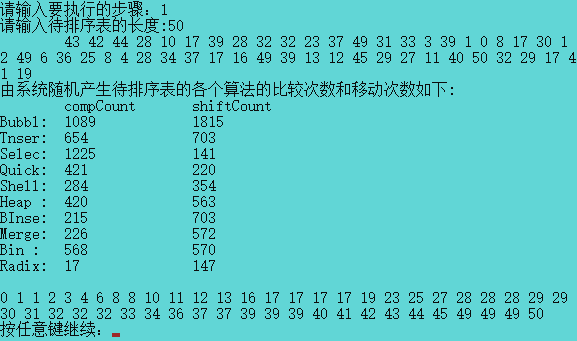 请输入要执行的步骤：1
请输入待排序表的长度:50
43 42 44 28 10 17 39 28 32 32 23 37 49 31 33 3 39 1 0 8 17 30 1
2 49 6 36 25 8 4 28 34 37 17 16 49 39 13 12 45 29 27 11 40 50 32 29 17 4
1 19
由系统随机产生待排序表的各个算法的比较次数和移动次数如下:
compCount shiftCount
Bubbl: 1089 1815
Tnser: 654 703
Selec: 1225 141
Quick: 421 220
Shell: 284 354
Heap : 420 563
BInse: 215 703
Merge: 226 572
Bin : 568 570
Radix: 17 147
0 1 1 2 3 4 6 8 8 10 11 12 13 16 17 17 17 17 19 23 25 27 28 28 28 29 29
30 31 32 32 32 33 34 36 37 37 39 39 39 40 41 42 43 44 45 49 49 49 50
按任意键继续：